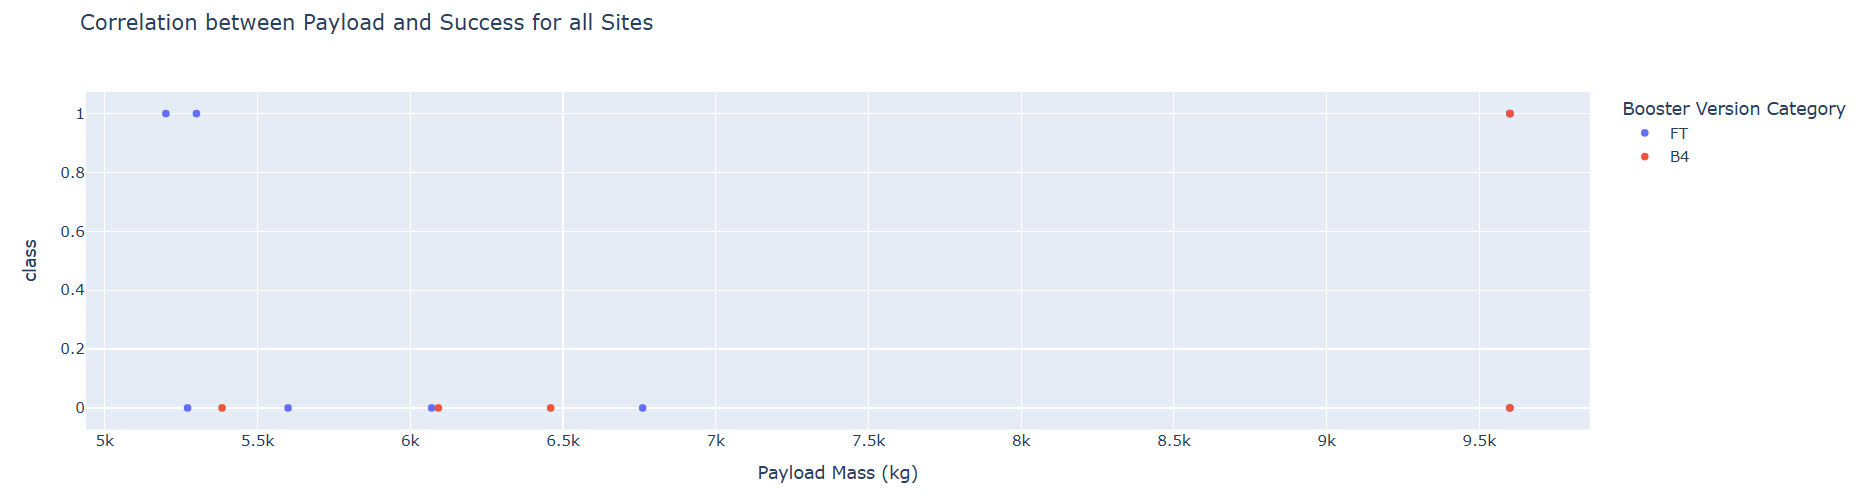 Correlation between Payload and Success for all Sites
1
0.8
0.6
0.4
0.2
0
class
5k 5.5k 6k 6.5k 7k 7.5k 8k 8.5k 9k 9.5k
Payload Mass (kg)
Booster Version Category
FT
B4